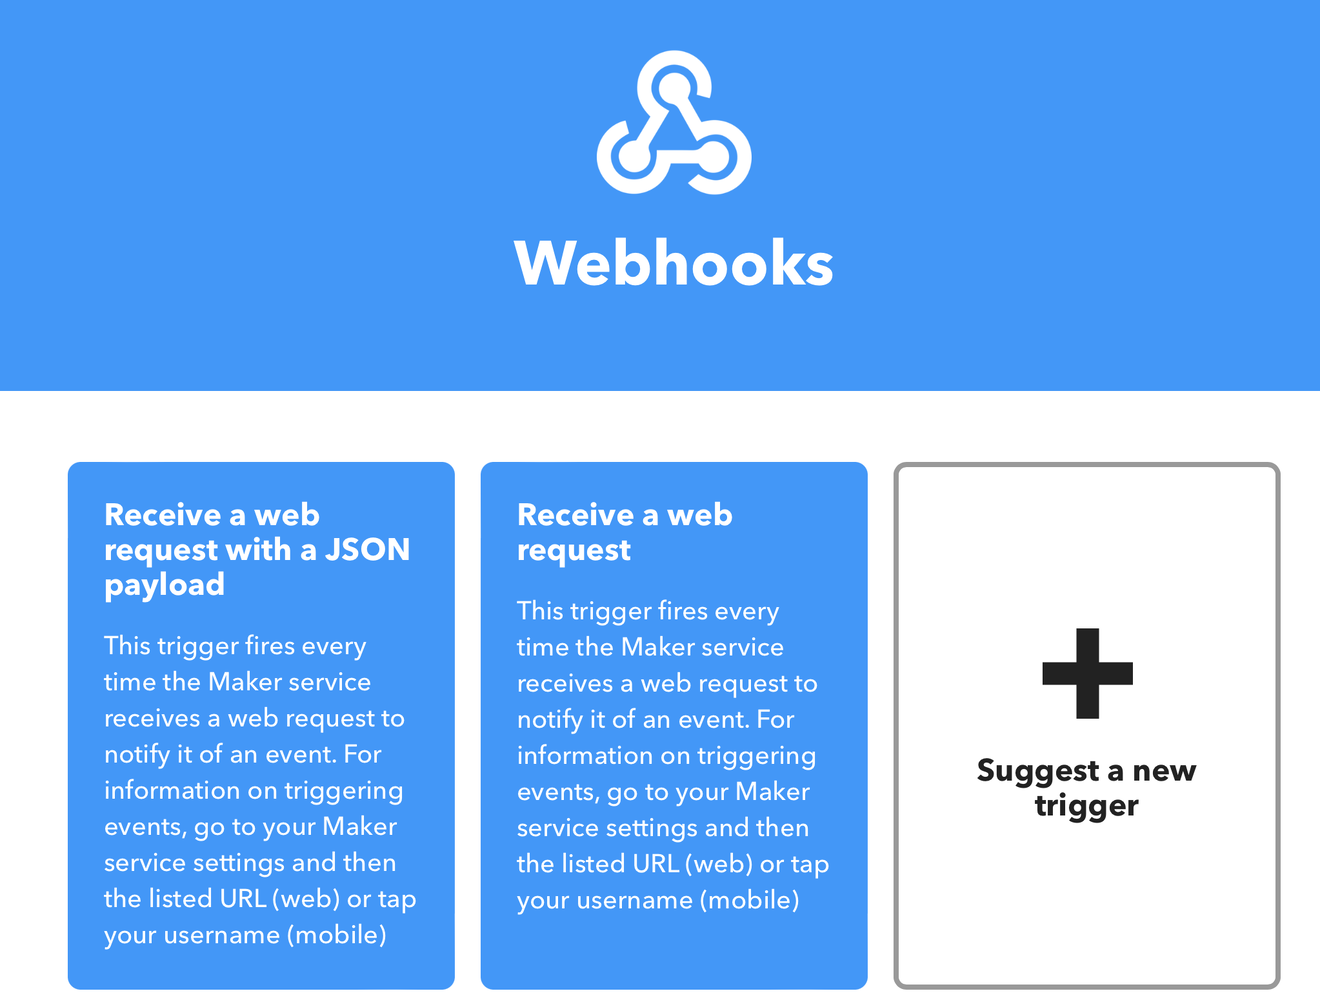 Webhooks
Receive a web
request with a JSON
payload
This trigger fires every
time the Maker service
receives a web request to
notify it of an event. For
information on triggering
events, go to your Maker
service settings and then
the listed URL (web) or tap
your username (mobile)
Receive a web
request
This trigger fires every
time the Maker service
receives a web request to
notify it of an event. For
information on triggering
events, go to your Maker
service settings and then
the listed URL (web) or tap
your username (mobile)
Suggest a new
trigger